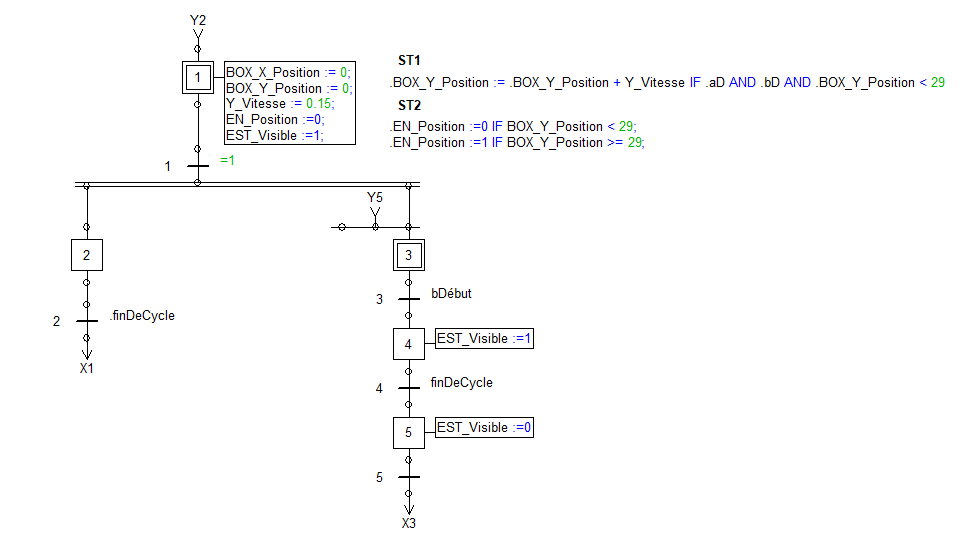 Y2
1
BOX_X_Position := 0;
BOX_Y_Position := 0;
Y_Vitesse := 0.15;
EN_Position :=0;
EST_Visible :=1;
ST1
.BOX_Y_Position := .BOX_Y_Position + Y_Vitesse IF .aD AND .bD AND .BOX_Y_Position < 29
ST2
.EN_Position :=0 IF BOX_Y_Position < 29;
.EN_Position :=1 IF BOX_Y_Position >= 29;
1
=1
Y5
2
3
3
bDébut
2
.finDeCycle
4
EST_Visible :=1
X1
4
finDeCycle
5
EST_Visible :=0
5
X3